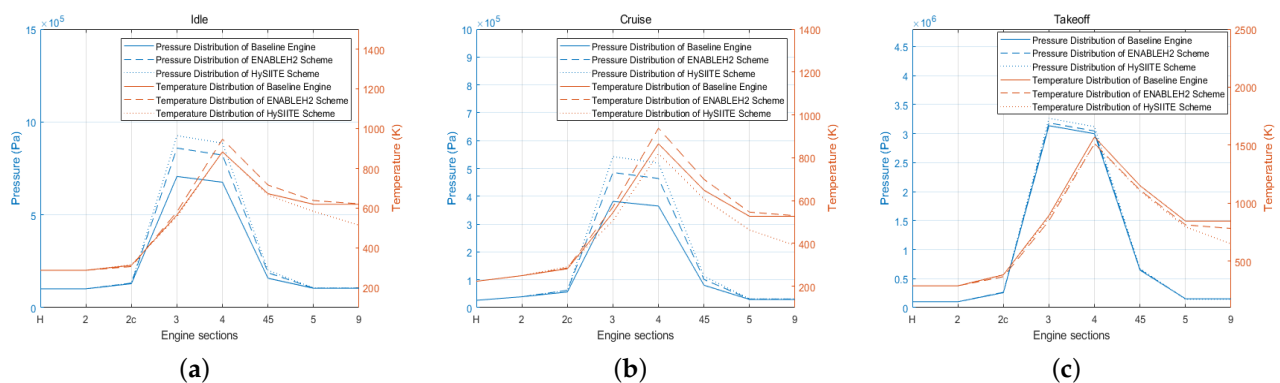 Idle
×10^5
15
10
5
0
Pressure (Pa)
Pressure Distribution of Baseline Engine
Pressure Distribution of ENABLEH2 Scheme
Pressure Distribution of HySIITE Scheme
Temperature Distribution of Baseline Engine
Temperature Distribution of ENABLEH2 Scheme
Temperature Distribution of HySIITE Scheme
1400
1200
1000
800
600
400
200
Temperature (K)
H 2 2c 3 4 45 5 9
Engine sections
(a)
Cruise
×10^5
10
9
8
7
6
5
4
3
2
1
0
Pressure (Pa)
Pressure Distribution of Baseline Engine
Pressure Distribution of ENABLEH2 Scheme
Pressure Distribution of HySIITE Scheme
Temperature Distribution of Baseline Engine
Temperature Distribution of ENABLEH2 Scheme
Temperature Distribution of HySIITE Scheme
1400
1200
1000
800
600
400
200
Temperature (K)
H 2 2c 3 4 45 5 9
Engine sections
(b)
Takeoff
×10^6
4.5
4
3.5
3
2.5
2
1.5
1
0.5
0
Pressure (Pa)
Pressure Distribution of Baseline Engine
Pressure Distribution of ENABLEH2 Scheme
Pressure Distribution of HySIITE Scheme
Temperature Distribution of Baseline Engine
Temperature Distribution of ENABLEH2 Scheme
Temperature Distribution of HySIITE Scheme
2500
2000
1500
1000
500
Temperature (K)
H 2 2c 3 4 45 5 9
Engine sections
(c)